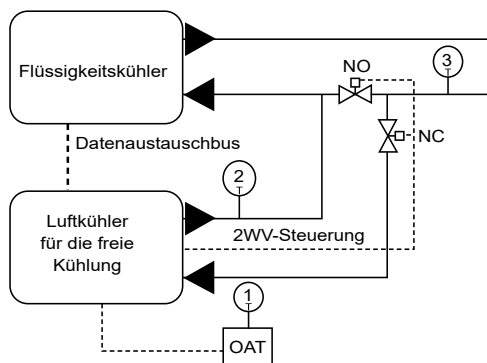 Flüssigkeitskühler
3
NO
NC
Datenaustauschbus
2
Luftkühler
für die freie
Kühlung
2WV-Steuerung
1
OAT